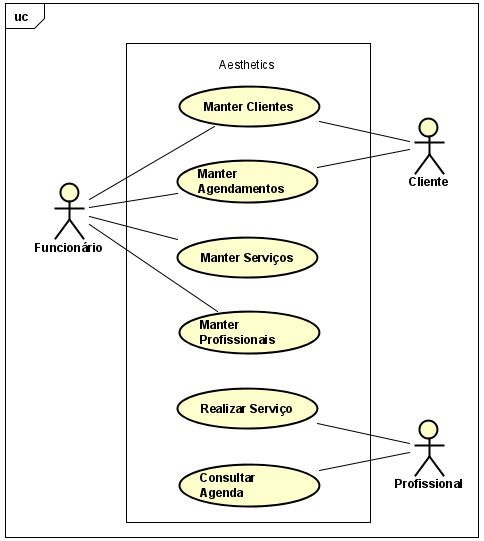 uc
Aesthetics
Manter Clientes
Manter
Agendamentos
Cliente
Funcionário
Manter Serviços
Manter
Profissionais
Realizar Serviço
Profissional
Consultar
Agenda